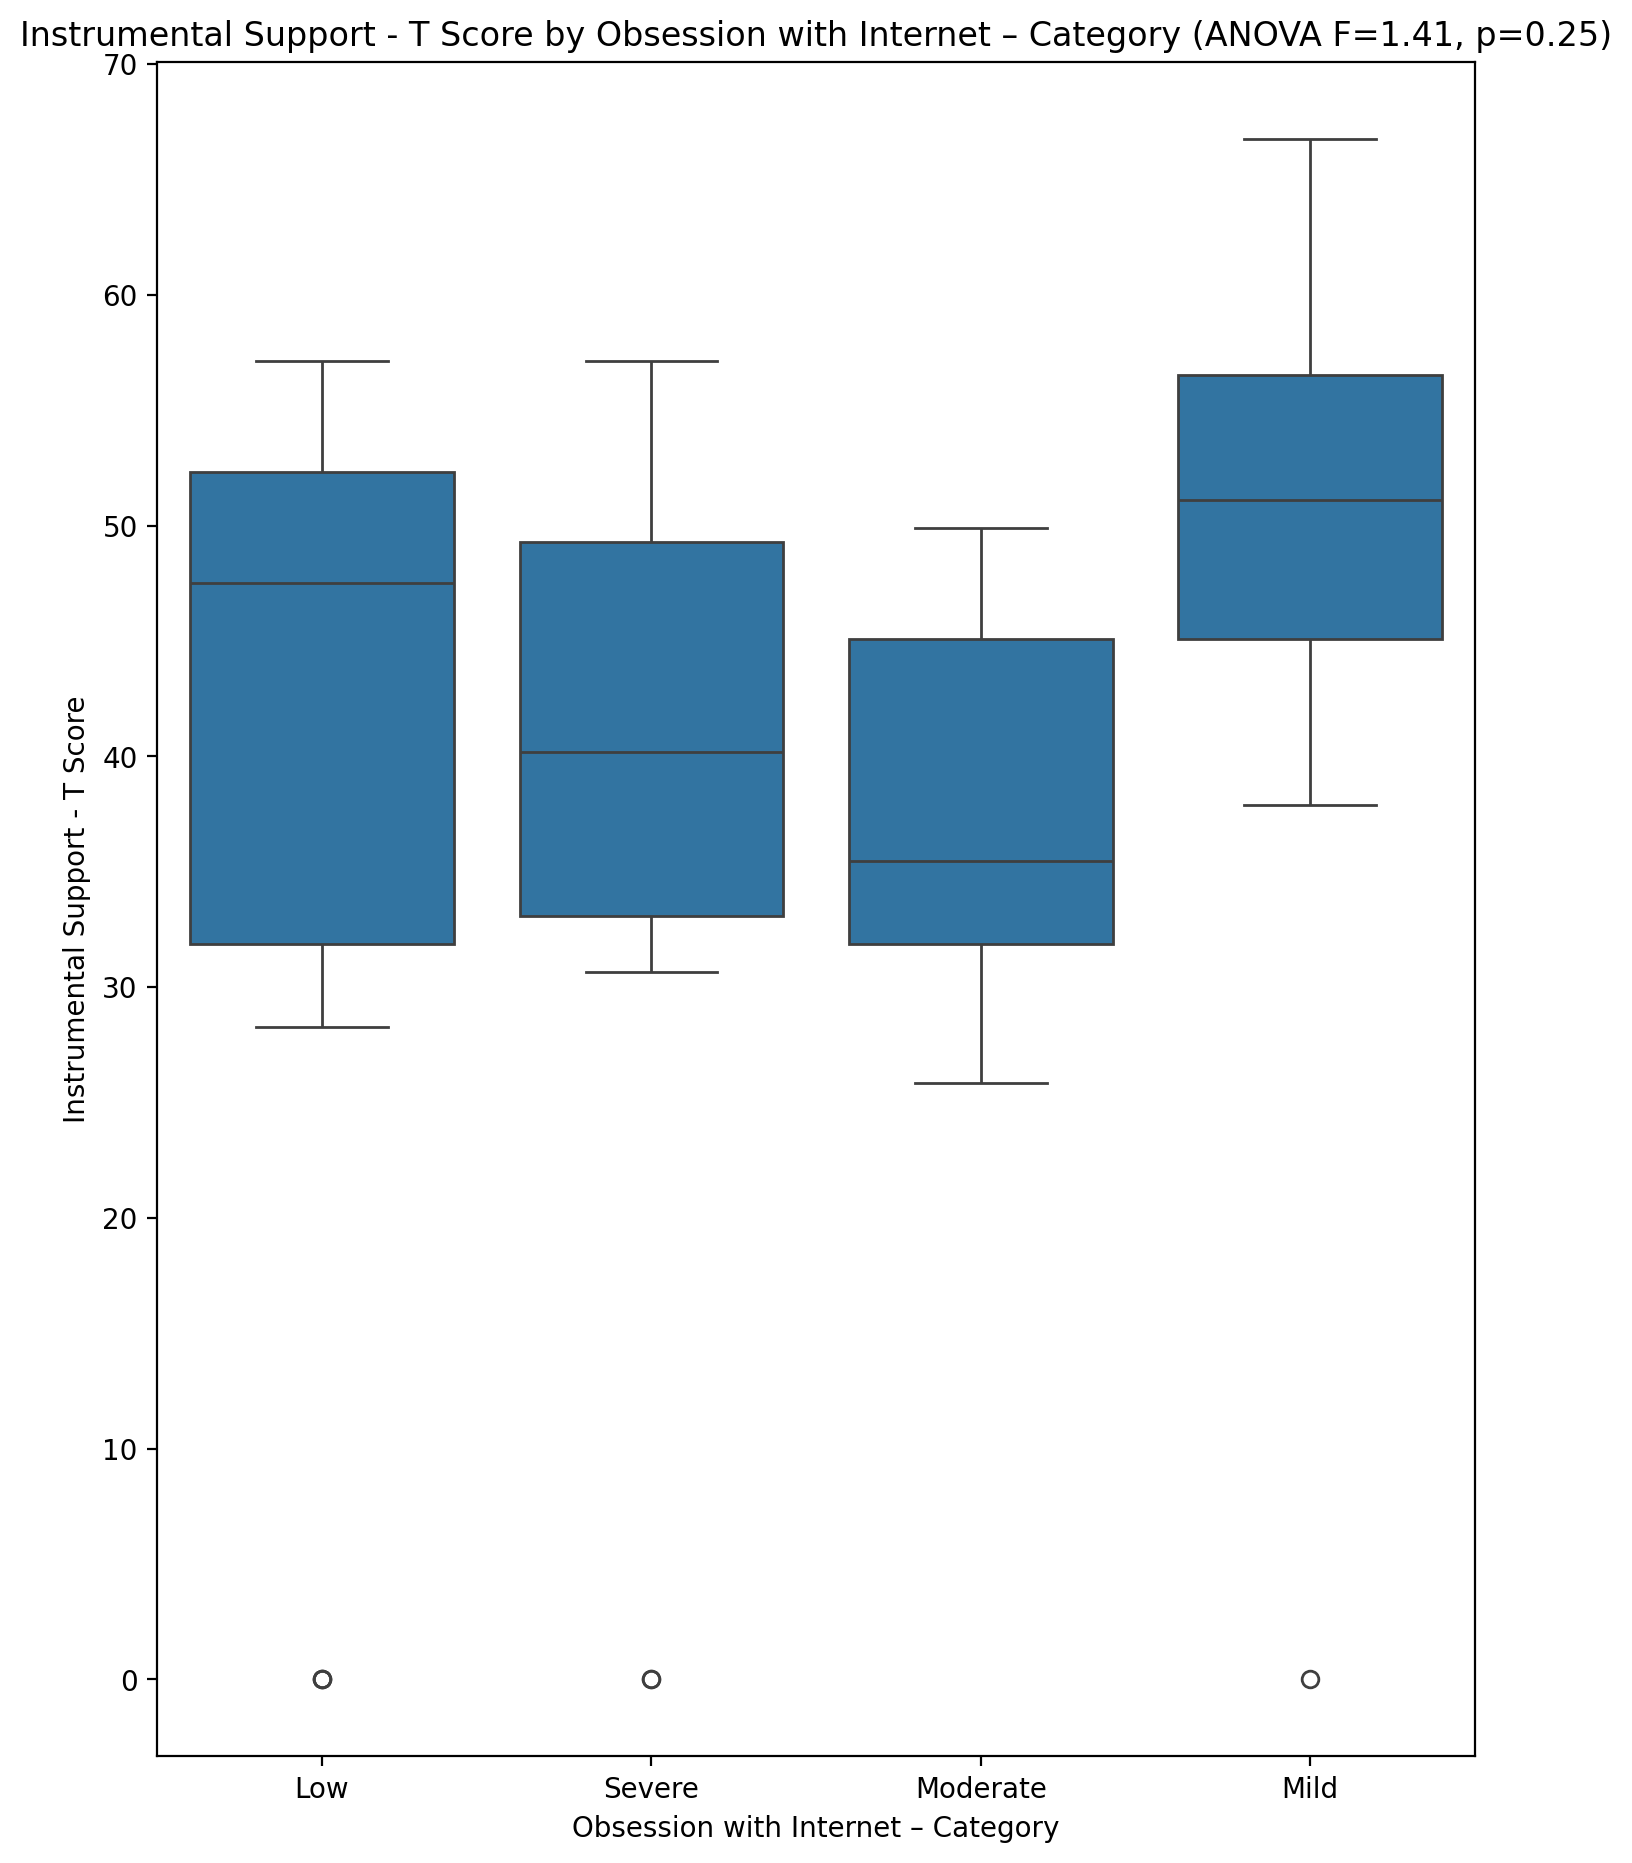 Instrumental Support - T Score by Obsession with Internet – Category (ANOVA F=1.41, p=0.25)
70
60
50
40
30
20
10
0
Instrumental Support - T Score
Low Severe Moderate Mild
Obsession with Internet – Category